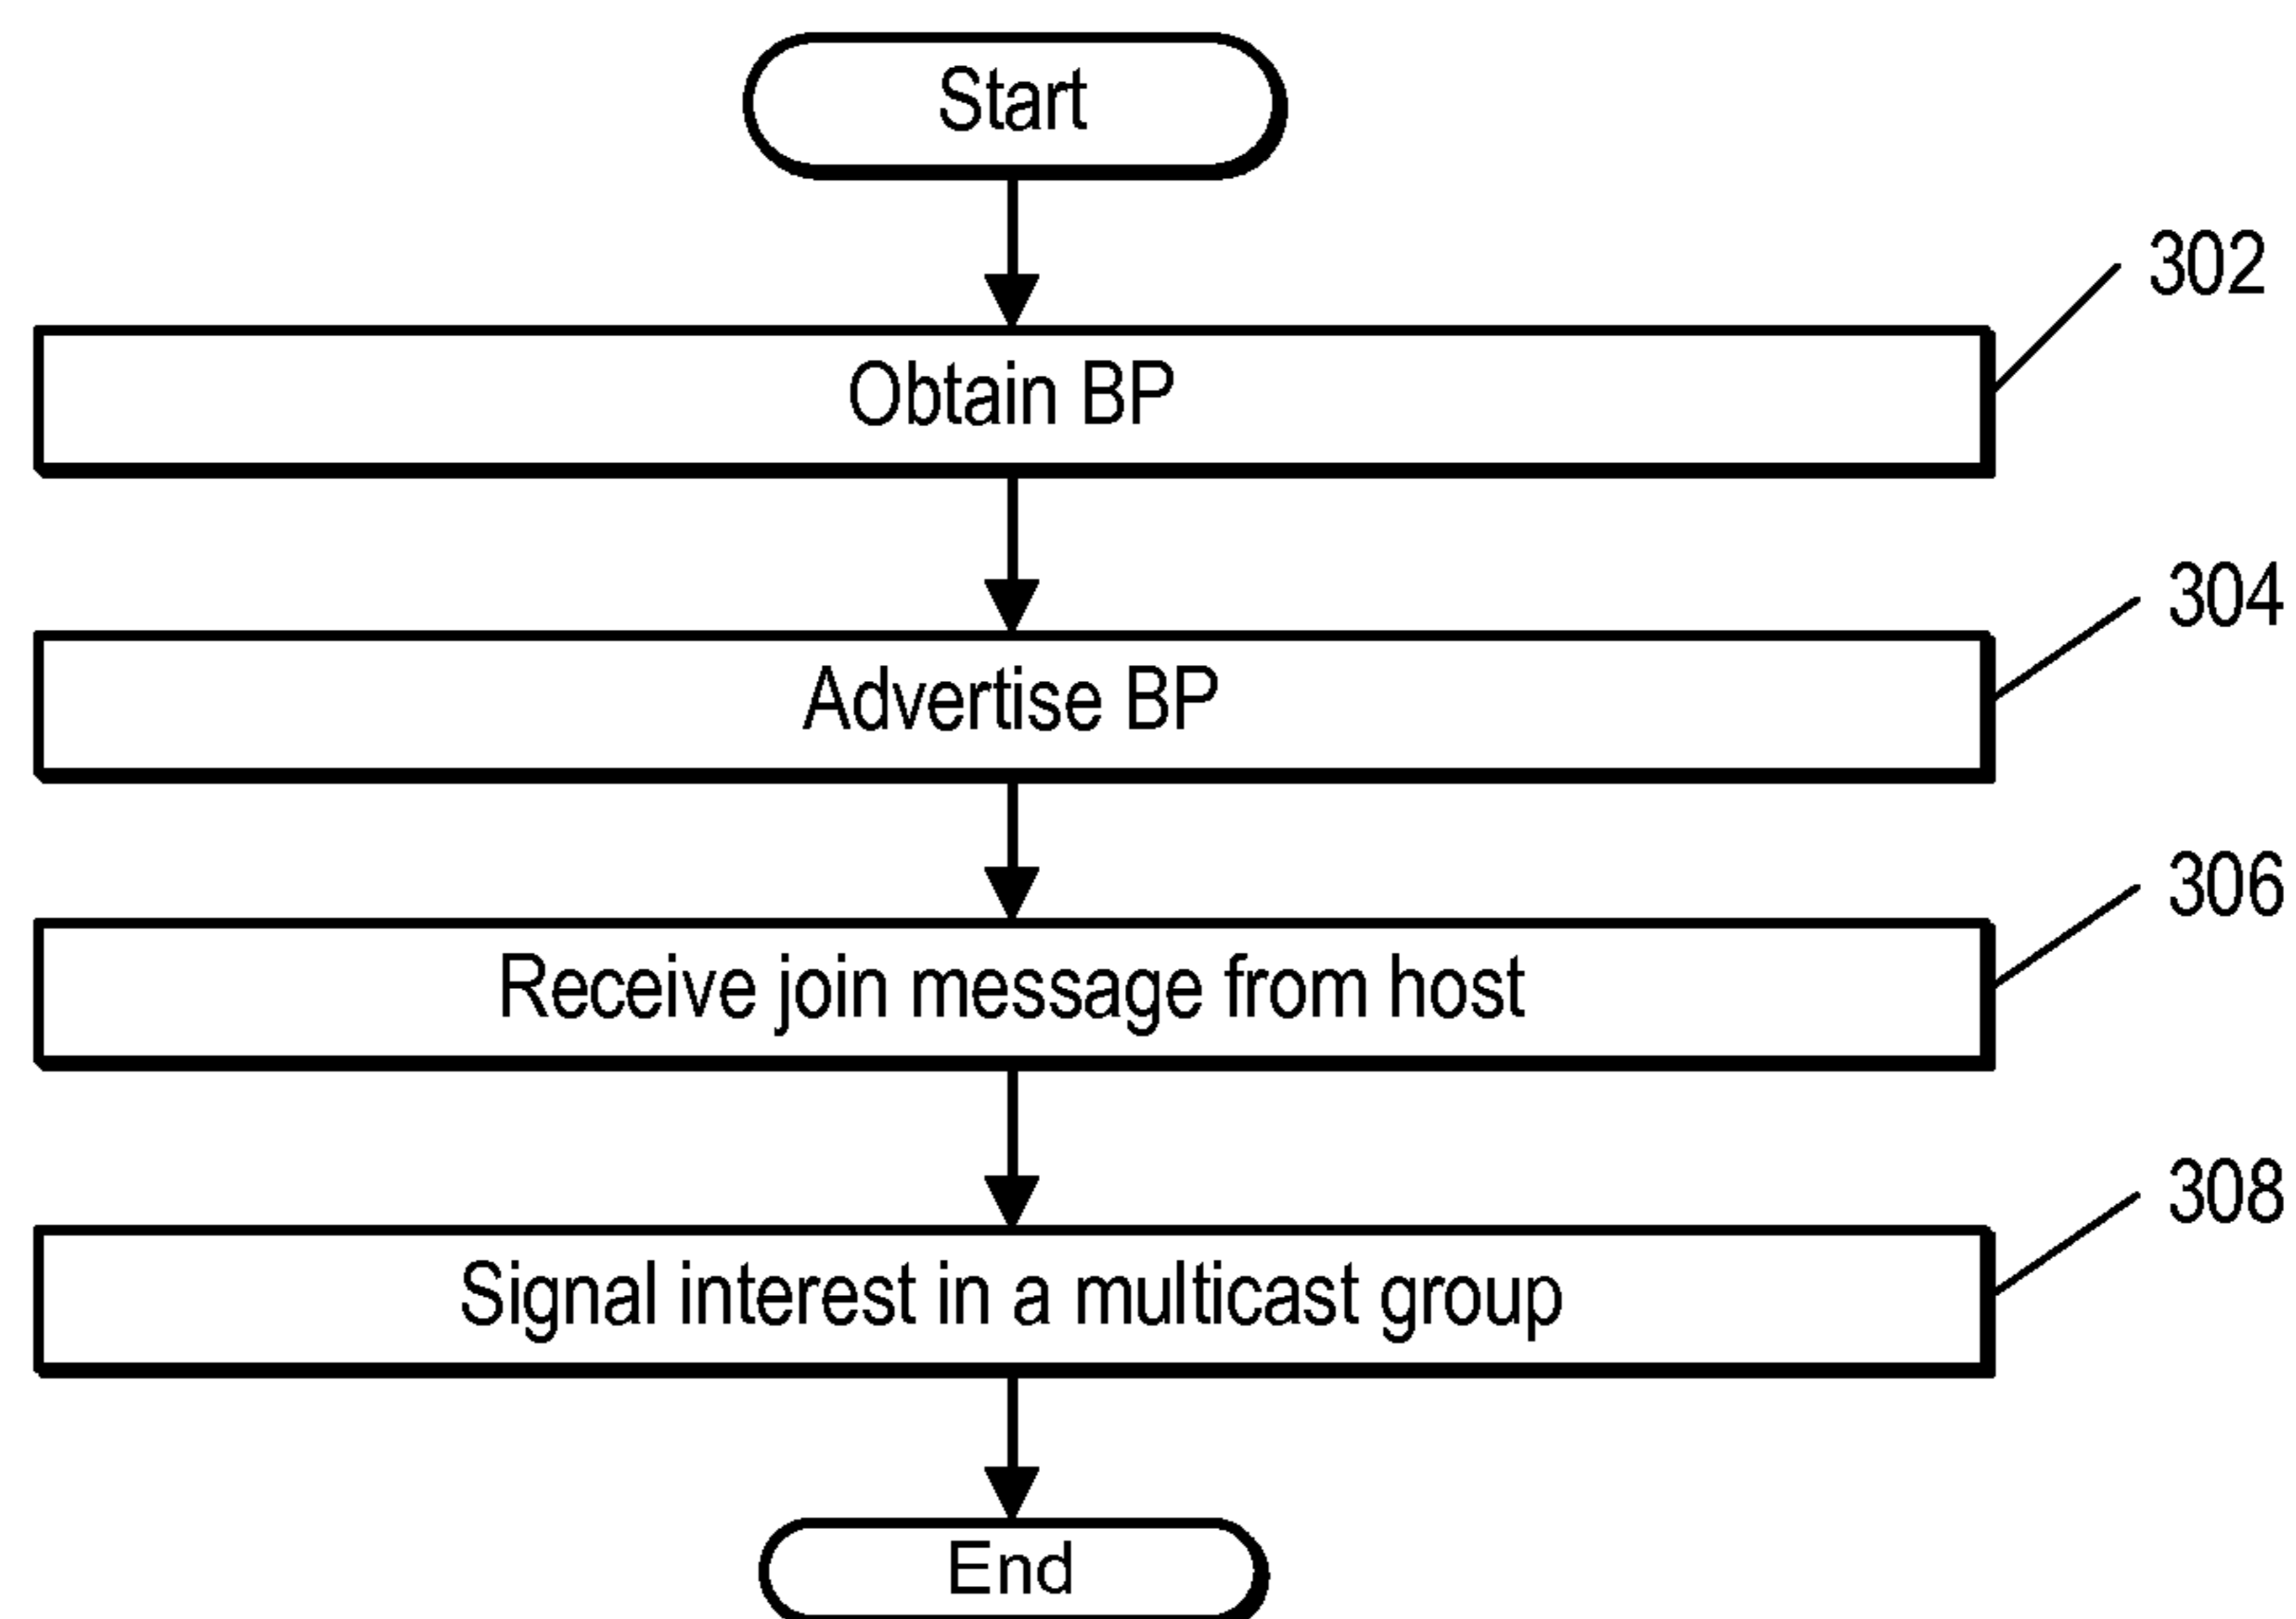 Start
302
Obtain BP
304
Advertise BP
306
Receive join message from host
308
Signal interest in a multicast group
End